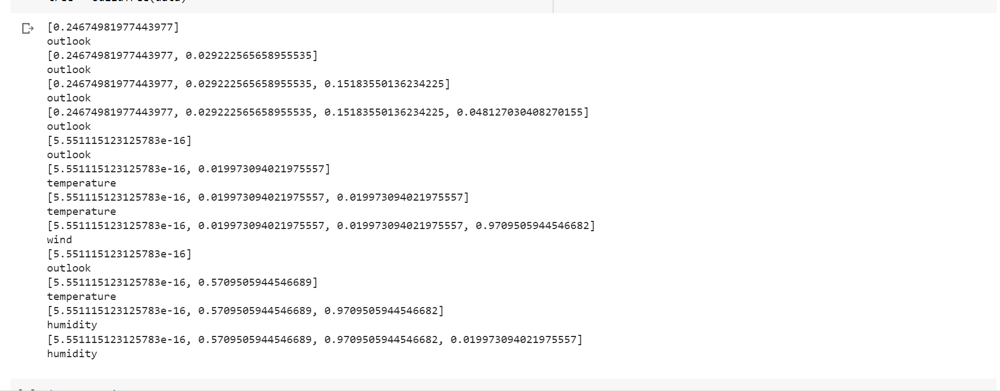 [0.24674981977443977]
outlook
[0.24674981977443977, 0.029222565658955535]
outlook
[0.24674981977443977, 0.029222565658955535, 0.15183550136234225]
outlook
[0.24674981977443977, 0.029222565658955535, 0.15183550136234225, 0.048127030408270155]
outlook
[5.551115123125783e-16]
outlook
[5.551115123125783e-16, 0.019973094021975557]
temperature
[5.551115123125783e-16, 0.019973094021975557, 0.019973094021975557]
temperature
[5.551115123125783e-16, 0.019973094021975557, 0.019973094021975557, 0.9709505944546682]
wind
[5.551115123125783e-16]
outlook
[5.551115123125783e-16, 0.5709505944546689]
temperature
[5.551115123125783e-16, 0.5709505944546689, 0.9709505944546682]
humidity
[5.551115123125783e-16, 0.5709505944546689, 0.9709505944546682, 0.019973094021975557]
humidity